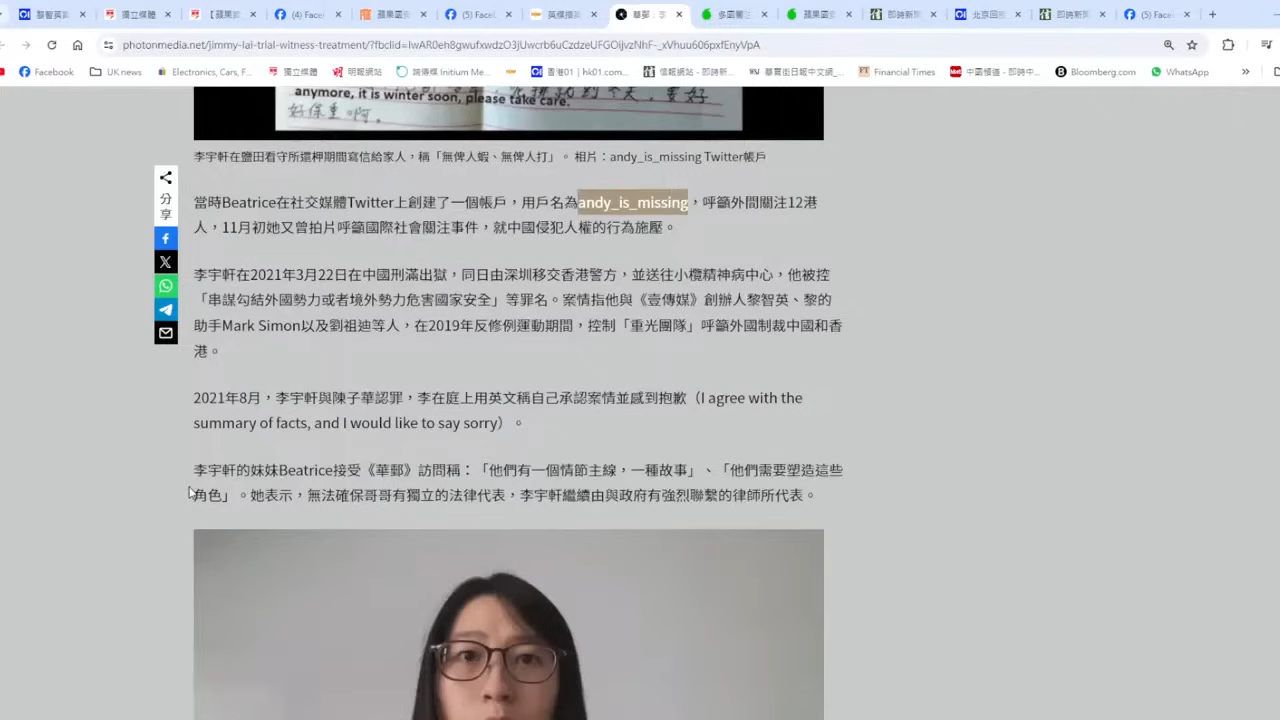 獨立媒體
(4) Face
(5) Face
photonmedia.net/jimmy-lai-trial-witness-treatment/?fbclid=IwAR0eh8gwufxwdzO3jUwcrb6uCzdzeUFGOijvzNhF-_xVhuu606pxfEnyVpA
Facebook
UK news
Electronics, Cars, F...
獨立媒體
明報網站
端傳媒 Initium Me...
香港01 | hk01.com...
信報網站 - 即時新...
華爾街日報中文網_...
Financial Times
Bloomberg.com
WhatsApp
anymore, it is winter soon, please take care.
好保重啊。
李宇軒在鹽田看守所還柙期間寫信給家人，稱「無俾人蝦、無俾人打」。 相片：andy_is_missing Twitter帳戶
分
享
當時Beatrice在社交媒體Twitter上創建了一個帳戶，用戶名為andy_is_missing，呼籲外間關注12港
人，11月初她又曾拍片呼籲國際社會關注事件，就中國侵犯人權的行為施壓。
李宇軒在2021年3月22日在中國刑滿出獄，同日由深圳移交香港警方，並送往小欖精神病中心，他被控
「串謀勾結外國勢力或者境外勢力危害國家安全」等罪名。案情指他與《壹傳媒》創辦人黎智英、黎的
助手Mark Simon以及劉祖廸等人，在2019年反修例運動期間，控制「重光團隊」呼籲外國制裁中國和香
港。
2021年8月，李宇軒與陳子華認罪，李在庭上用英文稱自己承認案情並感到抱歉（I agree with the
summary of facts, and I would like to say sorry）。
李宇軒的妹妹Beatrice接受《華郵》訪問稱：「他們有一個情節主線，一種故事」、「他們需要塑造這些
角色」。她表示，無法確保哥哥有獨立的法律代表，李宇軒繼續由與政府有強烈聯繫的律師所代表。